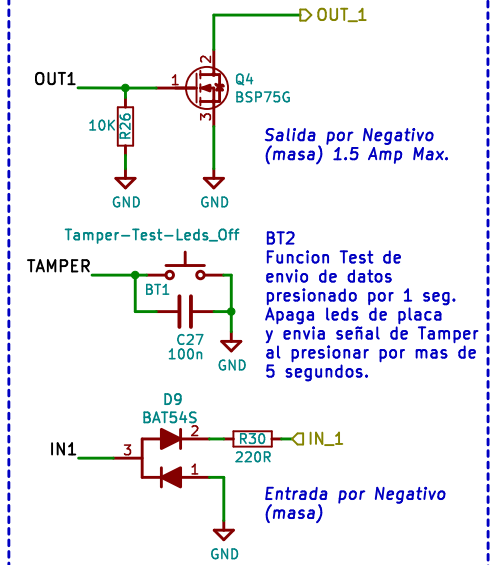 OUT_1
2
OUT1
1
Q4
BSP75G
10K
R26
3
Salida por Negativo
(masa) 1.5 Amp Max.
GND
GND
Tamper-Test-Leds_Off
BT2
Funcion Test de
envio de datos
presionado por 1 seg.
Apaga leds de placa
y envia señal de Tamper
al presionar por mas de
5 segundos.
TAMPER
BT1
C27
100n
GND
D9
BAT54S
IN1
3
2
R30
IN_1
220R
1
Entrada por Negativo
(masa)
GND